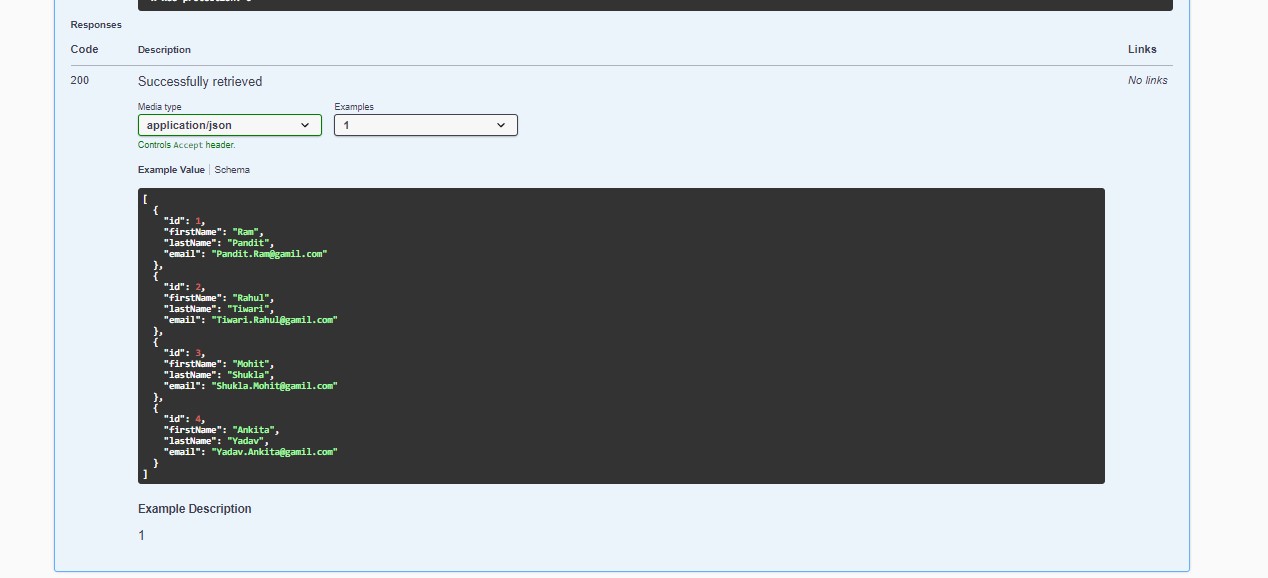 Responses
Code Description Links
200 Successfully retrieved No links
Media type Examples
application/json 1
Controls Accept header.
Example Value Schema
[
  {
    "id": 1,
    "firstName": "Ram",
    "lastName": "Pandit",
    "email": "Pandit.Ram@gamil.com"
  },
  {
    "id": 2,
    "firstName": "Rahul",
    "lastName": "Tiwari",
    "email": "Tiwari.Rahul@gamil.com"
  },
  {
    "id": 3,
    "firstName": "Mohit",
    "lastName": "Shukla",
    "email": "Shukla.Mohit@gamil.com"
  },
  {
    "id": 4,
    "firstName": "Ankita",
    "lastName": "Yadav",
    "email": "Yadav.Ankita@gamil.com"
  }
]
Example Description
1